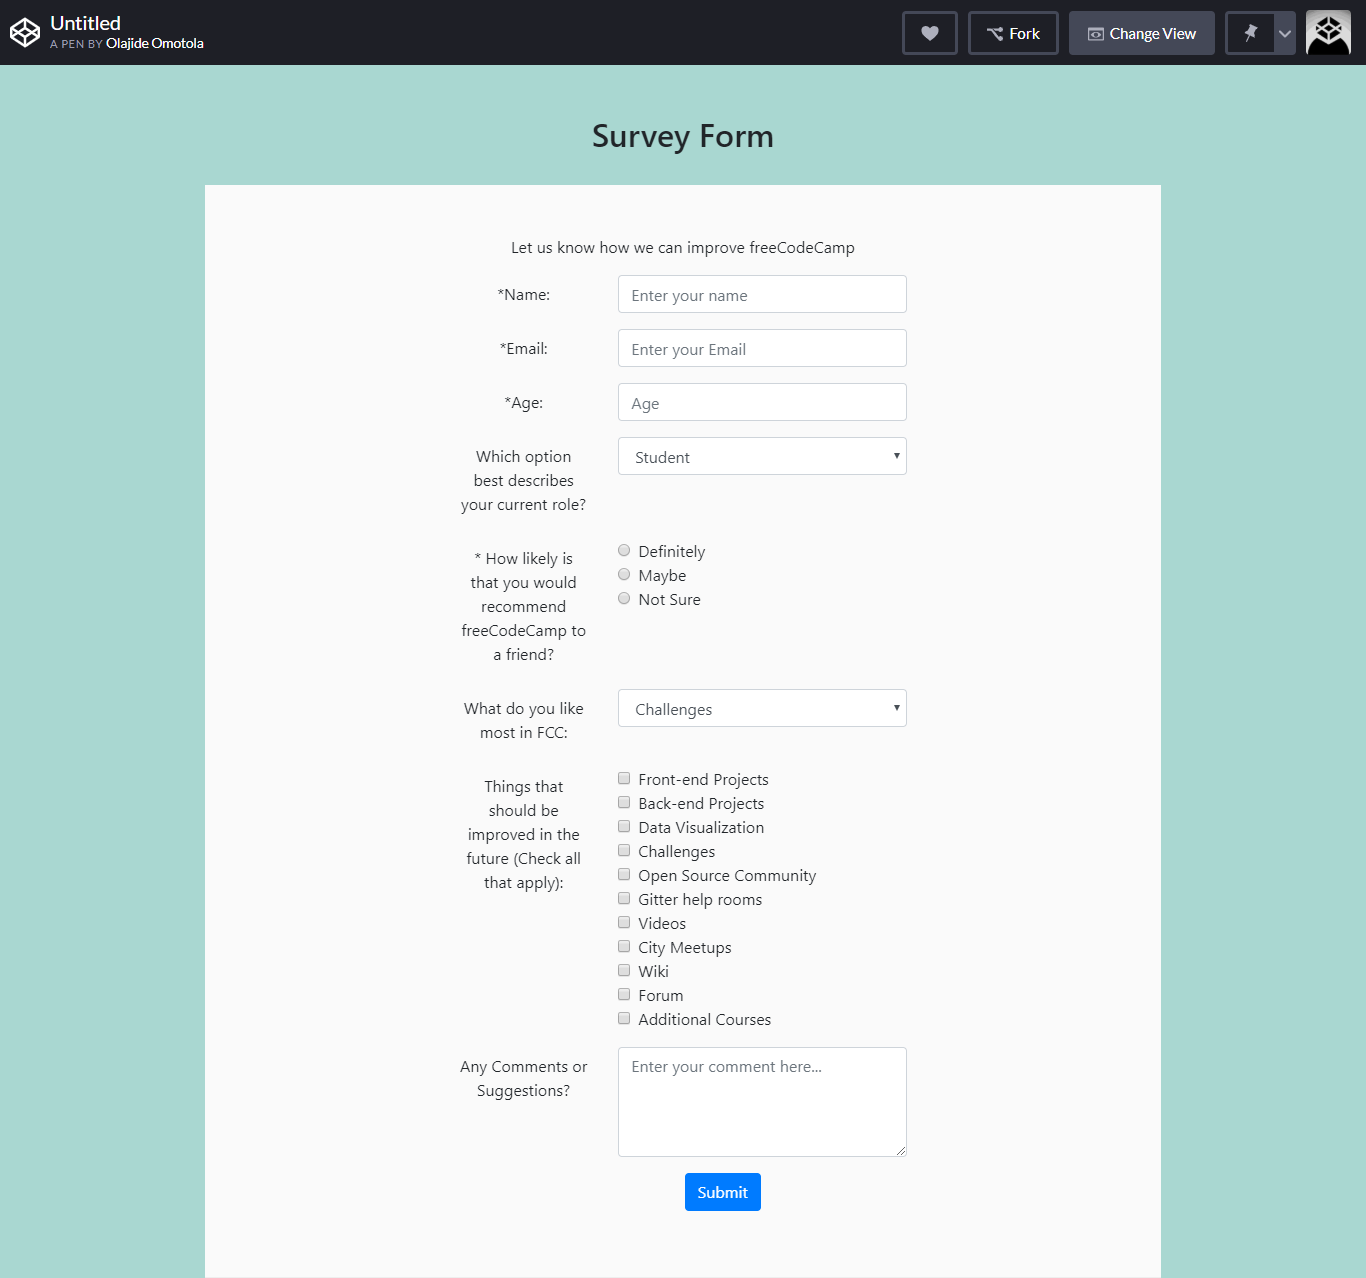 Untitled
A PEN BY Olajide Omotola
Fork
Change View
Survey Form
Let us know how we can improve freeCodeCamp
*Name:
Enter your name
*Email:
Enter your Email
*Age:
Age
Which option
best describes
your current role?
Student
* How likely is
that you would
recommend
freeCodeCamp to
a friend?
Definitely
Maybe
Not Sure
What do you like
most in FCC:
Challenges
Things that
should be
improved in the
future (Check all
that apply):
Front-end Projects
Back-end Projects
Data Visualization
Challenges
Open Source Community
Gitter help rooms
Videos
City Meetups
Wiki
Forum
Additional Courses
Any Comments or
Suggestions?
Enter your comment here...
Submit